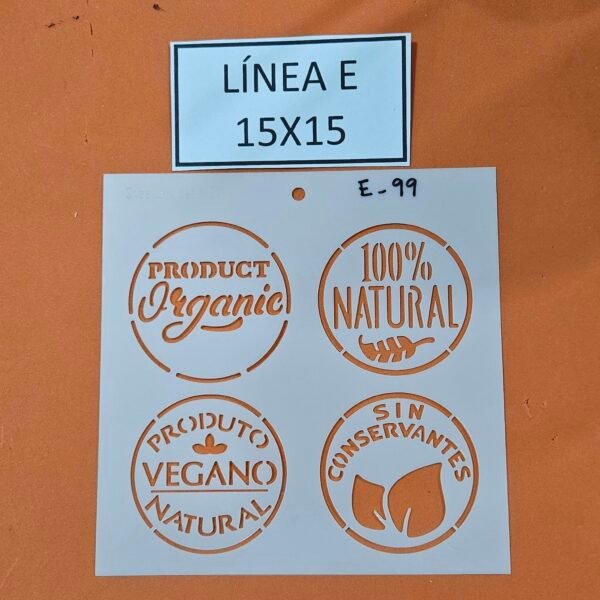 LÍNEA E
15X15
E-99
PRODUCT
Organic
100%
NATURAL
PRODUTO
VEGANO
NATURAL
SIN
CONSERVANTES